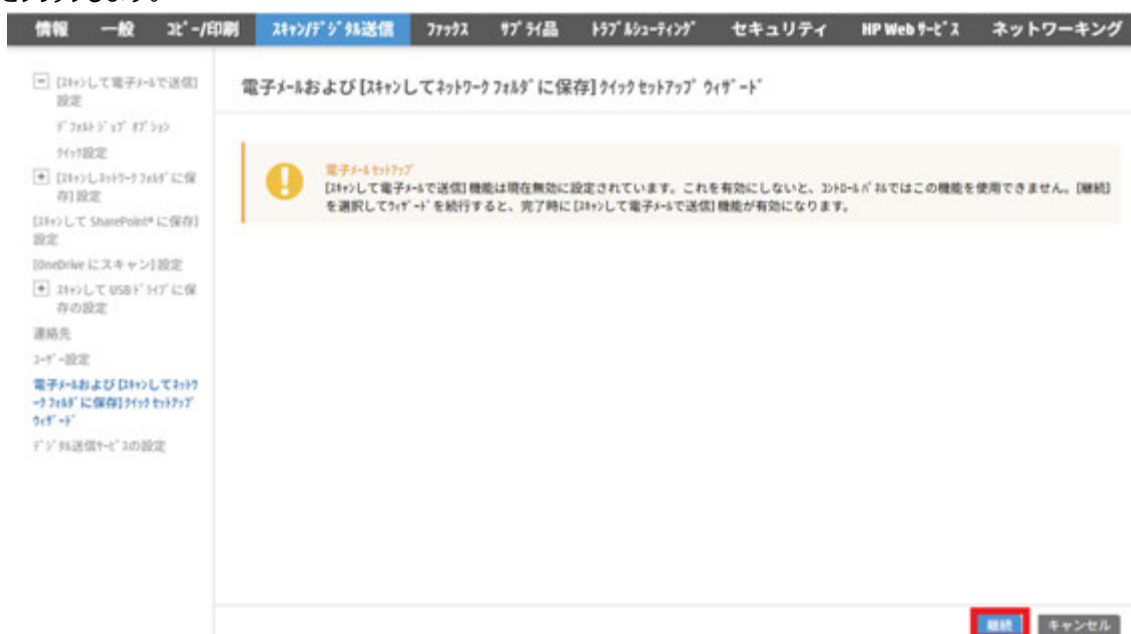 をクリックします。
情報 一般 ｺﾋﾟｰ/印刷 ｽｷｬﾝ/ﾃﾞｼﾞﾀﾙ送信 ﾌｧｯｸｽ ｻﾌﾟﾗｲ品 ﾄﾗﾌﾞﾙｼｭｰﾃｨﾝｸﾞ セキュリティ HP Web ｻｰﾋﾞｽ ネットワーキング
[ｽｷｬﾝして電子ﾒｰﾙで送信]
設定
ﾃﾞﾌｫﾙﾄ ｼﾞｮﾌﾞ ｵﾌﾟｼｮﾝ
ｸｲｯｸ設定
[ｽｷｬﾝしﾈｯﾄﾜｰｸ ﾌｫﾙﾀﾞに保
存] 設定
[ｽｷｬﾝして SharePoint® に保存]
設定
[OneDrive にスキャン] 設定
ｽｷｬﾝして USB ﾄﾞﾗｲﾌﾞに保
存の設定
連絡先
ﾕｰｻﾞｰ設定
電子ﾒｰﾙおよび [ｽｷｬﾝしてﾈｯﾄﾜ
ｰｸ ﾌｫﾙﾀﾞに保存] ｸｲｯｸ ｾｯﾄｱｯﾌﾟ
ｳｨｻﾞｰﾄﾞ
ﾃﾞｼﾞﾀﾙ送信ｻｰﾋﾞｽの設定
電子ﾒｰﾙおよび [ｽｷｬﾝしてﾈｯﾄﾜｰｸ ﾌｫﾙﾀﾞに保存] ｸｲｯｸ ｾｯﾄｱｯﾌﾟ ｳｨｻﾞｰﾄﾞ
電子ﾒｰﾙ ｾｯﾄｱｯﾌﾟ
[ｽｷｬﾝして電子ﾒｰﾙで送信] 機能は現在無効に設定されています。これを有効にしないと、ｺﾝﾄﾛｰﾙ ﾊﾟﾈﾙではこの機能を使用できません。[継続]
を選択してｳｨｻﾞｰﾄﾞを続行すると、完了時に [ｽｷｬﾝして電子ﾒｰﾙで送信] 機能が有効になります。
継続 キャンセル